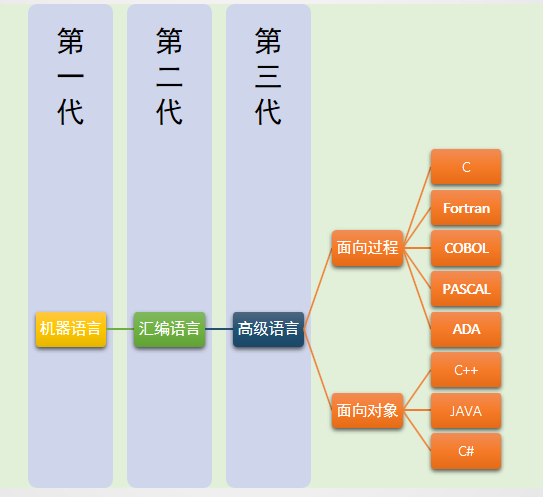 第一代
第二代
第三代
机器语言
汇编语言
高级语言
面向过程
C
Fortran
COBOL
PASCAL
ADA
面向对象
C++
JAVA
C#